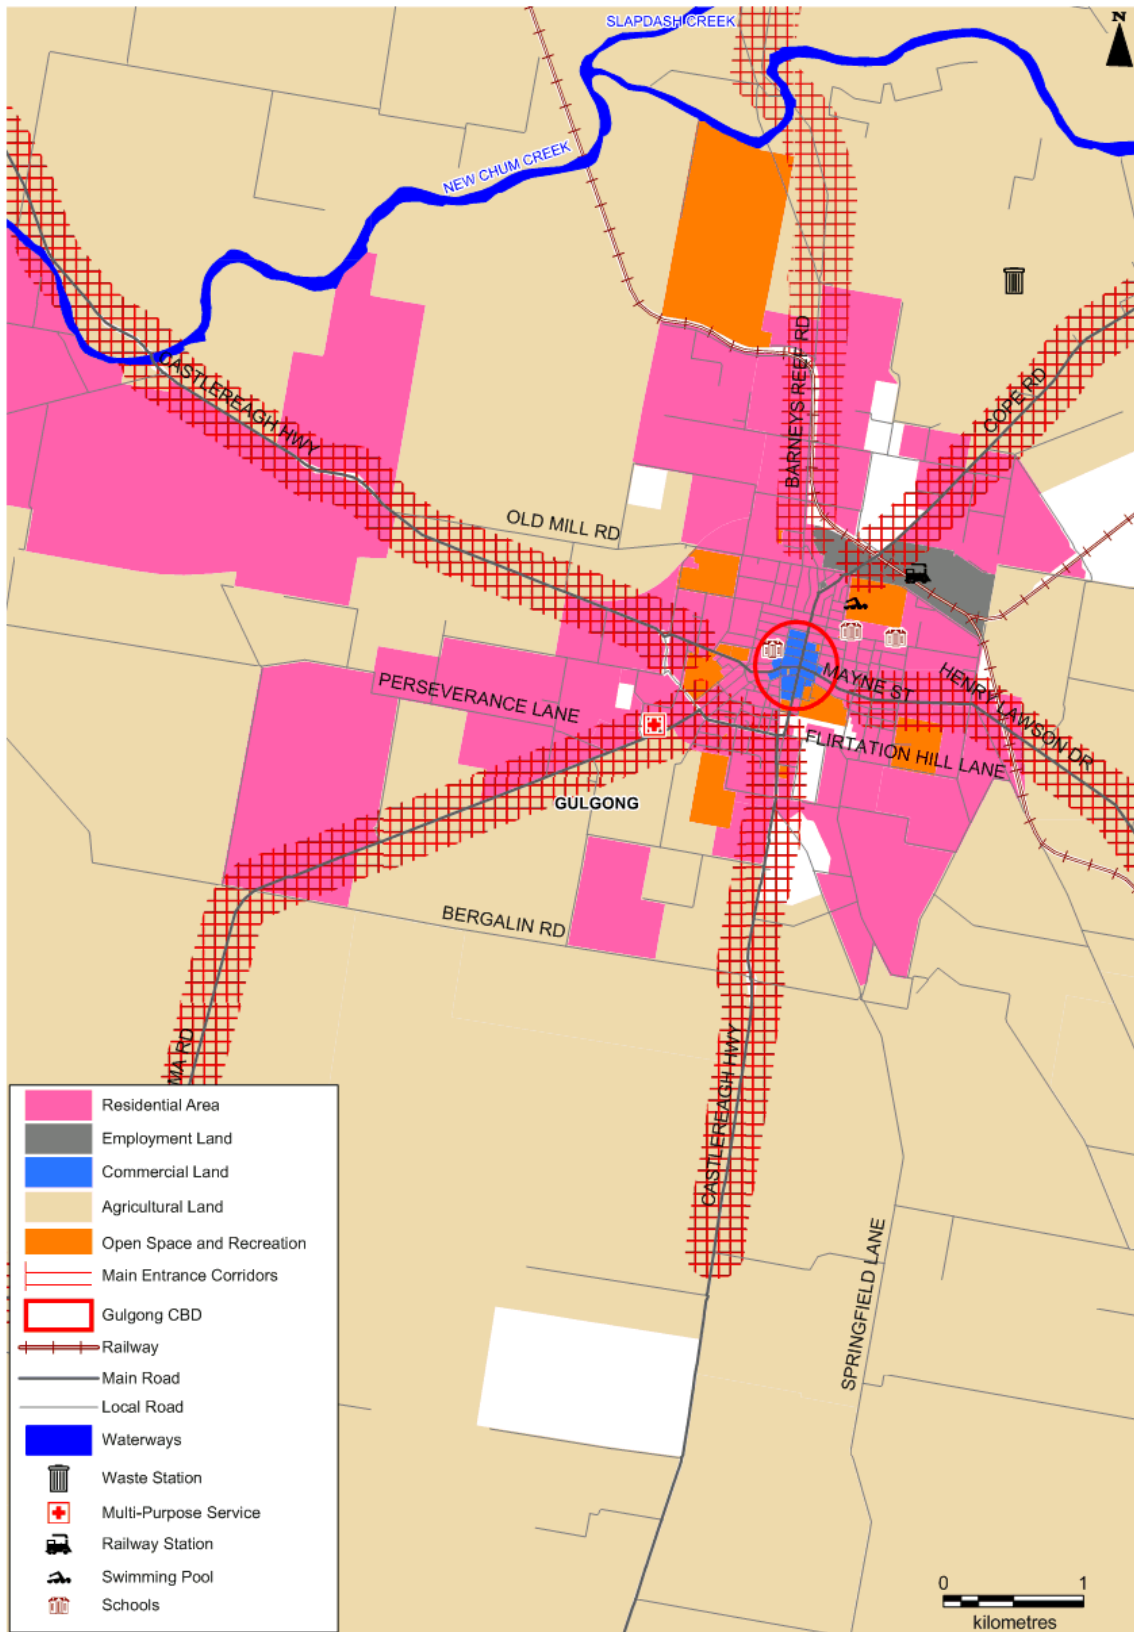 SLAPDASH CREEK
N
NEW CHUM CREEK
CASTLEREAGH HWY
BARNEYS REEF RD
COPE RD
OLD MILL RD
MAYNE ST
HENRY LAWSON DR
PERSEVERANCE LANE
FLIRTATION HILL LANE
GULGONG
BERGALIN RD
MA RD
CASTLEREAGH HWY
SPRINGFIELD LANE
Residential Area
Employment Land
Commercial Land
Agricultural Land
Open Space and Recreation
Main Entrance Corridors
Gulgong CBD
Railway
Main Road
Local Road
Waterways
Waste Station
Multi-Purpose Service
Railway Station
Swimming Pool
Schools
0 1
kilometres